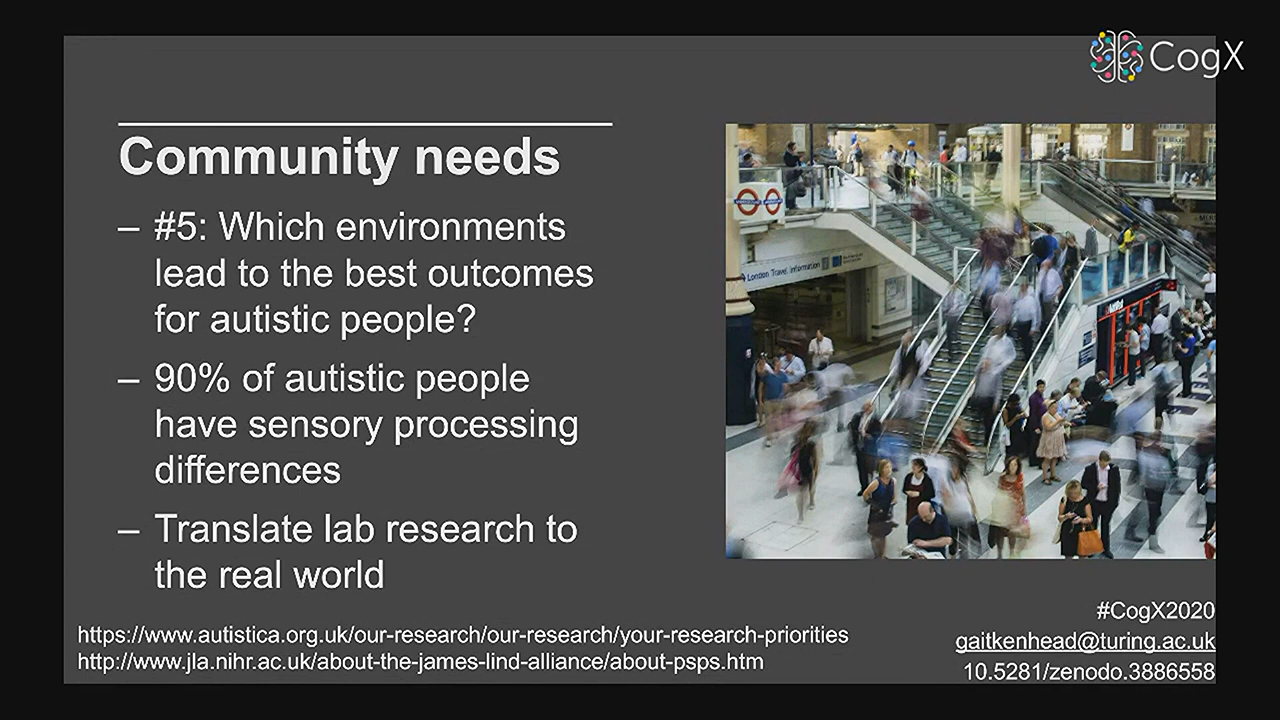 CogX
Community needs
– #5: Which environments
lead to the best outcomes
for autistic people?
– 90% of autistic people
have sensory processing
differences
– Translate lab research to
the real world
London Travel Information
https://www.autistica.org.uk/our-research/our-research/your-research-priorities
http://www.jla.nihr.ac.uk/about-the-james-lind-alliance/about-psps.htm
#CogX2020
gaitkenhead@turing.ac.uk
10.5281/zenodo.3886558